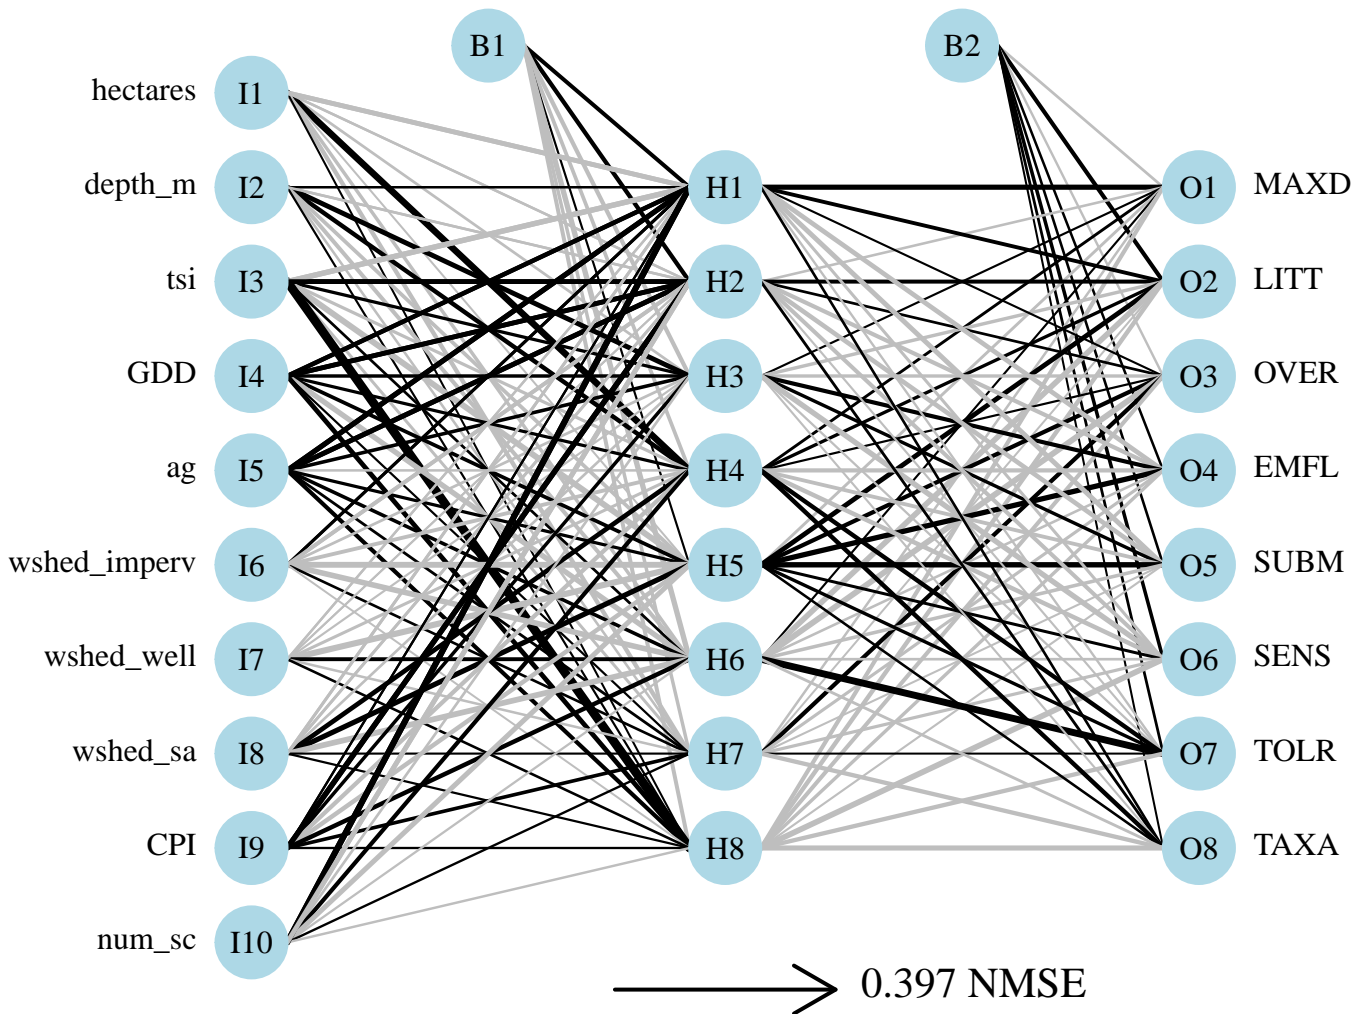 B1 B2
hectares I1
depth_m I2 H1 O1 MAXD
tsi I3 H2 O2 LITT
GDD I4 H3 O3 OVER
ag I5 H4 O4 EMFL
wshed_imperv I6 H5 O5 SUBM
wshed_well I7 H6 O6 SENS
wshed_sa I8 H7 O7 TOLR
CPI I9 H8 O8 TAXA
num_sc I10
0.397 NMSE